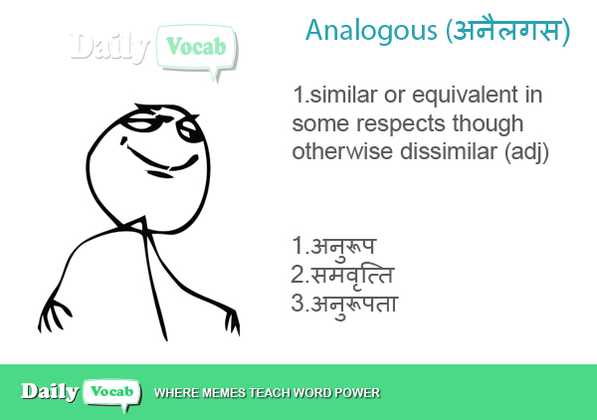 Daily Vocab
Analogous (अनैलगस)
1.similar or equivalent in
some respects though
otherwise dissimilar (adj)
1.अनुरूप
2.समवृत्ति
3.अनुरूपता
Daily Vocab WHERE MEMES TEACH WORD POWER